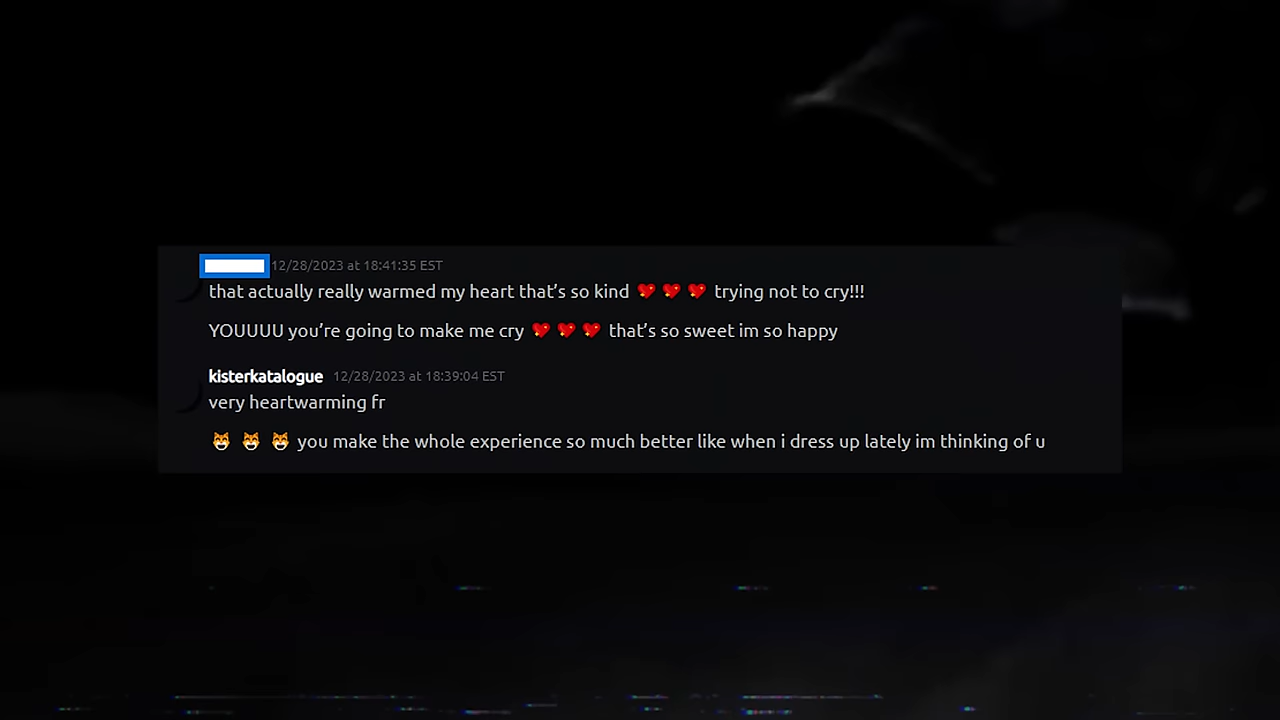 12/28/2023 at 18:41:35 EST
that actually really warmed my heart that’s so kind 💖 💖 💖 trying not to cry!!!
YOUUUU you’re going to make me cry 💖 💖 💖 that’s so sweet im so happy
kisterkatalogue 12/28/2023 at 18:39:04 EST
very heartwarming fr
😸 😸 😸 you make the whole experience so much better like when i dress up lately im thinking of u